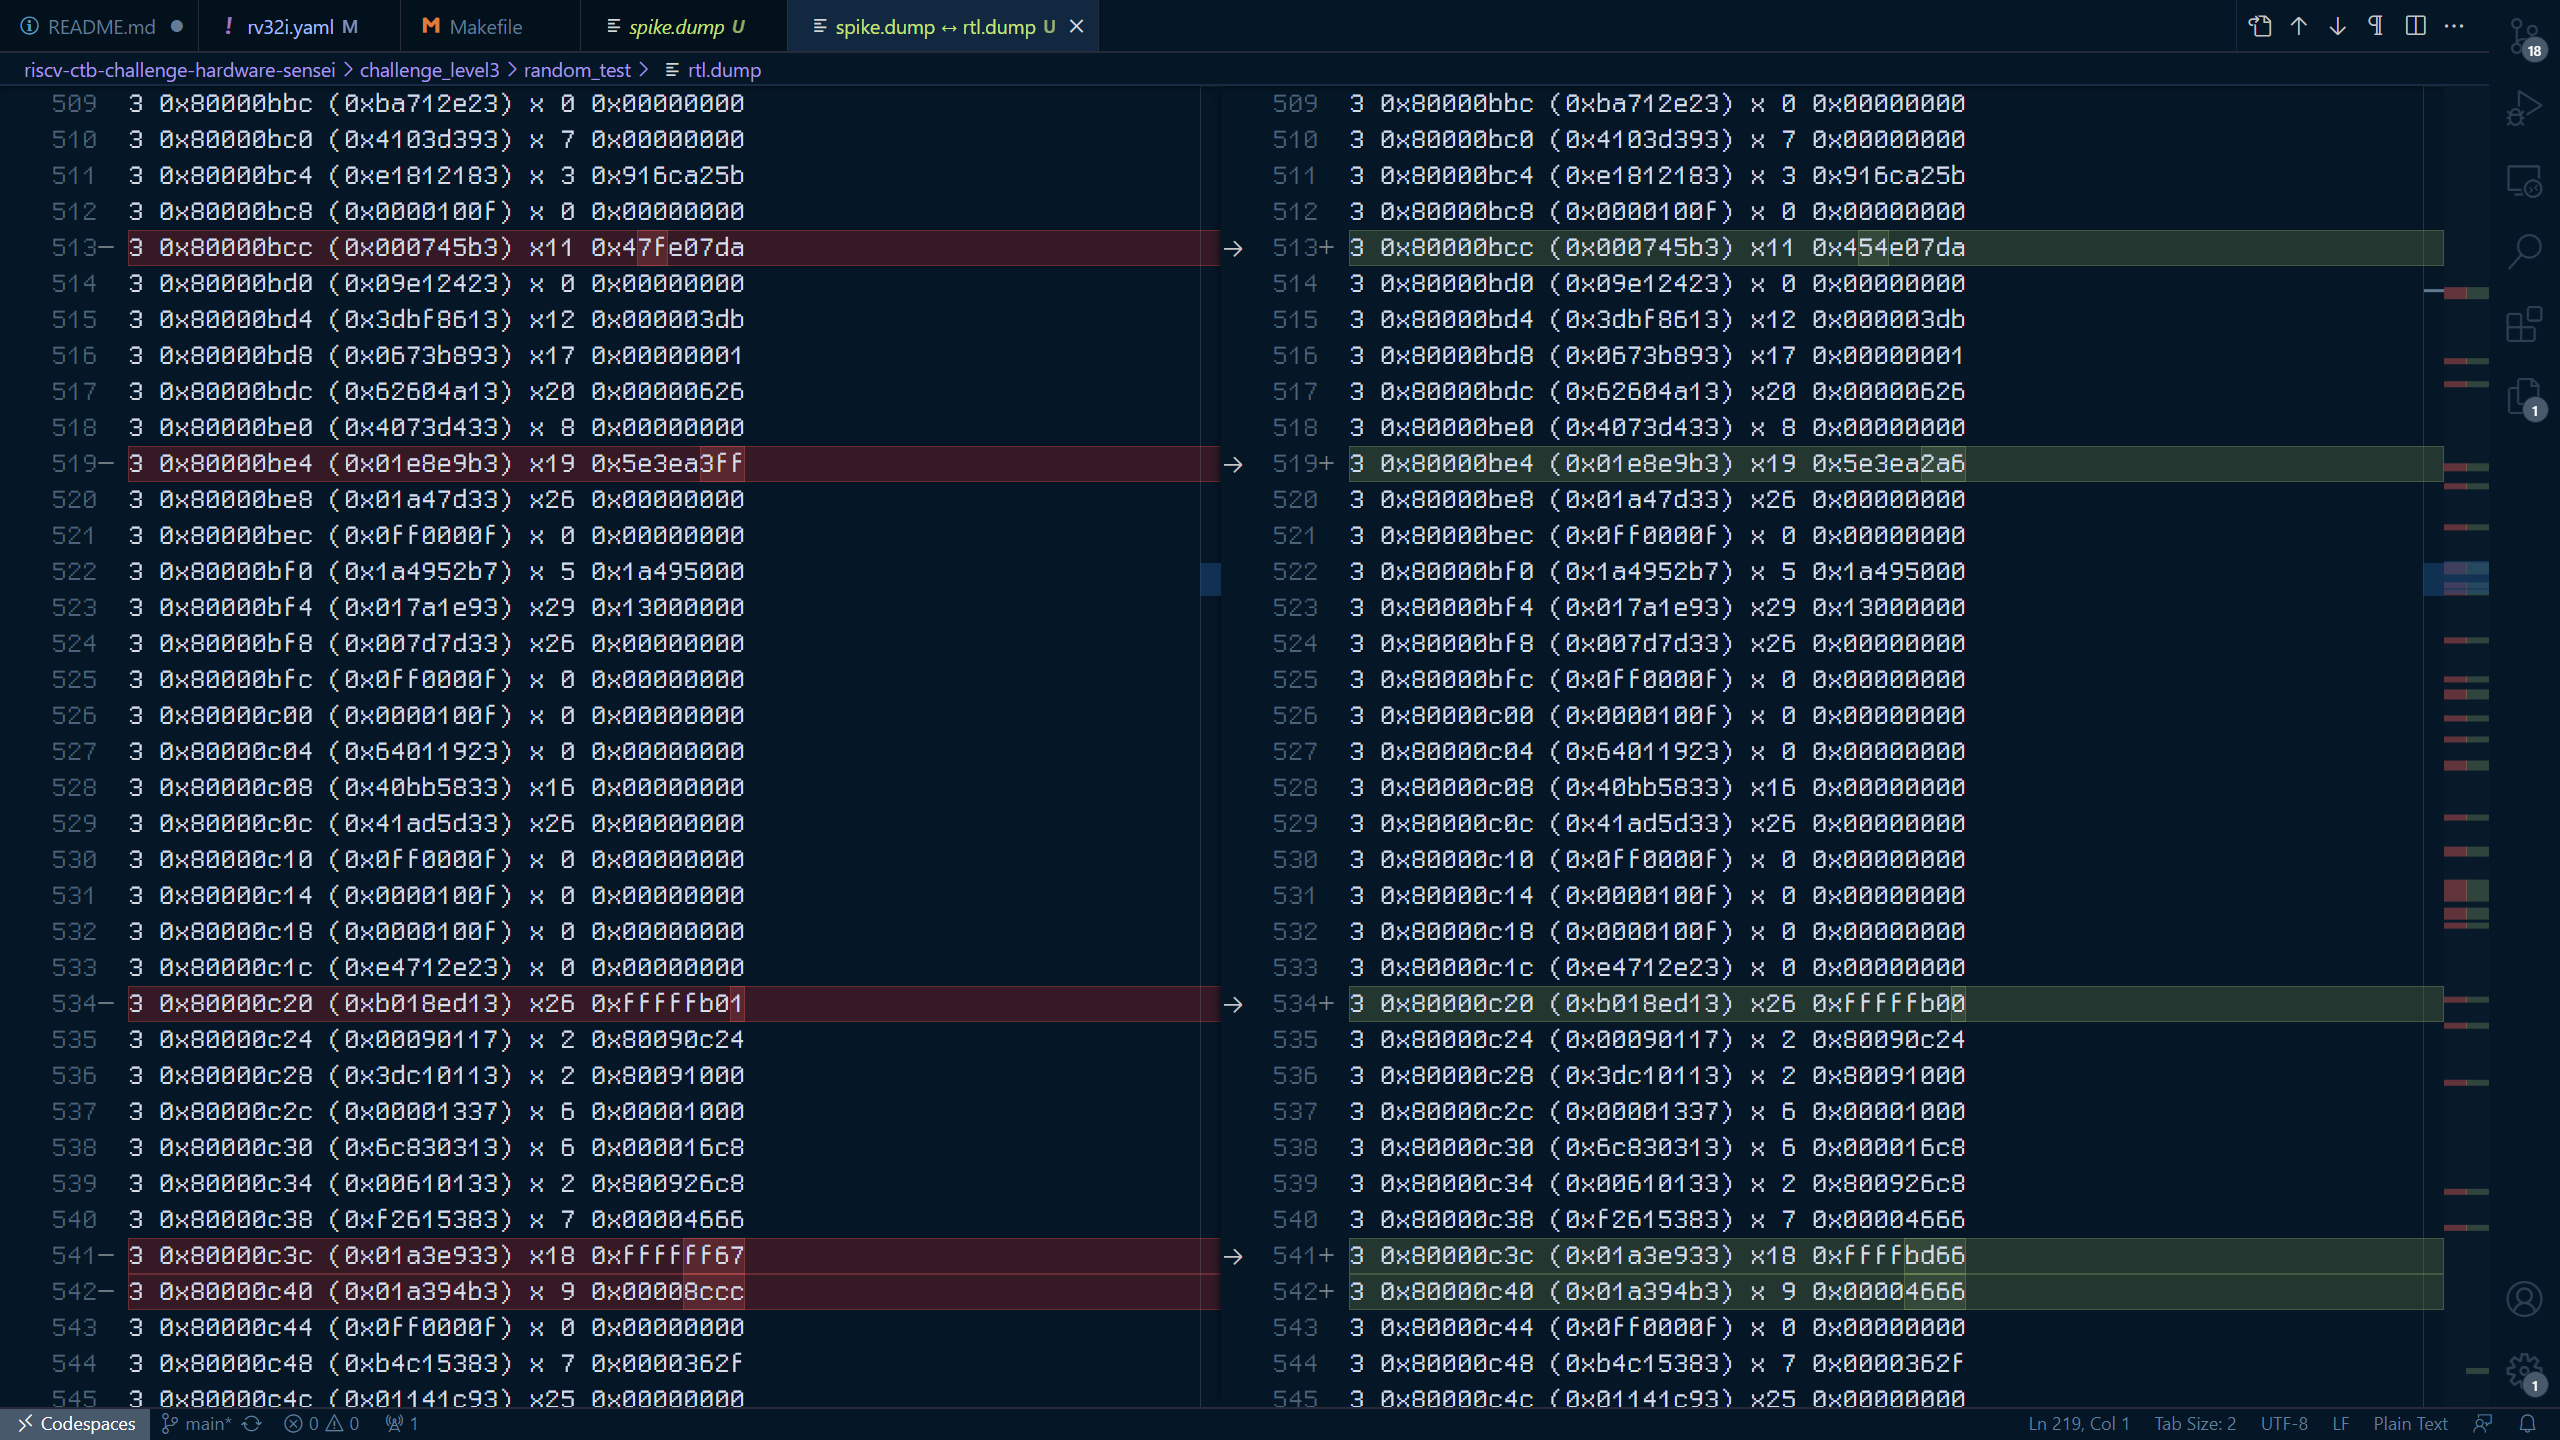 README.md
rv32i.yaml M
Makefile
spike.dump U
spike.dump ↔ rtl.dump U
riscv-ctb-challenge-hardware-sensei > challenge_level3 > random_test > rtl.dump
509 3 0x80000bbc (0xba712e23) x 0 0x00000000
510 3 0x80000bc0 (0x4103d393) x 7 0x00000000
511 3 0x80000bc4 (0xe1812183) x 3 0x916ca25b
512 3 0x80000bc8 (0x0000100f) x 0 0x00000000
513− 3 0x80000bcc (0x000745b3) x11 0x47fe07da
514 3 0x80000bd0 (0x09e12423) x 0 0x00000000
515 3 0x80000bd4 (0x3dbf8613) x12 0x000003db
516 3 0x80000bd8 (0x0673b893) x17 0x00000001
517 3 0x80000bdc (0x62604a13) x20 0x00000626
518 3 0x80000be0 (0x4073d433) x 8 0x00000000
519− 3 0x80000be4 (0x01e8e9b3) x19 0x5e3ea3ff
520 3 0x80000be8 (0x01a47d33) x26 0x00000000
521 3 0x80000bec (0x0ff0000f) x 0 0x00000000
522 3 0x80000bf0 (0x1a4952b7) x 5 0x1a495000
523 3 0x80000bf4 (0x017a1e93) x29 0x13000000
524 3 0x80000bf8 (0x007d7d33) x26 0x00000000
525 3 0x80000bfc (0x0ff0000f) x 0 0x00000000
526 3 0x80000c00 (0x0000100f) x 0 0x00000000
527 3 0x80000c04 (0x64011923) x 0 0x00000000
528 3 0x80000c08 (0x40bb5833) x16 0x00000000
529 3 0x80000c0c (0x41ad5d33) x26 0x00000000
530 3 0x80000c10 (0x0ff0000f) x 0 0x00000000
531 3 0x80000c14 (0x0000100f) x 0 0x00000000
532 3 0x80000c18 (0x0000100f) x 0 0x00000000
533 3 0x80000c1c (0xe4712e23) x 0 0x00000000
534− 3 0x80000c20 (0xb018ed13) x26 0xfffffb01
535 3 0x80000c24 (0x00090117) x 2 0x80090c24
536 3 0x80000c28 (0x3dc10113) x 2 0x80091000
537 3 0x80000c2c (0x00001337) x 6 0x00001000
538 3 0x80000c30 (0x6c830313) x 6 0x000016c8
539 3 0x80000c34 (0x00610133) x 2 0x800926c8
540 3 0x80000c38 (0xf2615383) x 7 0x00004666
541− 3 0x80000c3c (0x01a3e933) x18 0xffffff67
542− 3 0x80000c40 (0x01a394b3) x 9 0x00008ccc
543 3 0x80000c44 (0x0ff0000f) x 0 0x00000000
544 3 0x80000c48 (0xb4c15383) x 7 0x0000362f
545 3 0x80000c4c (0x01141c93) x25 0x00000000
509 3 0x80000bbc (0xba712e23) x 0 0x00000000
510 3 0x80000bc0 (0x4103d393) x 7 0x00000000
511 3 0x80000bc4 (0xe1812183) x 3 0x916ca25b
512 3 0x80000bc8 (0x0000100f) x 0 0x00000000
513+ 3 0x80000bcc (0x000745b3) x11 0x454e07da
514 3 0x80000bd0 (0x09e12423) x 0 0x00000000
515 3 0x80000bd4 (0x3dbf8613) x12 0x000003db
516 3 0x80000bd8 (0x0673b893) x17 0x00000001
517 3 0x80000bdc (0x62604a13) x20 0x00000626
518 3 0x80000be0 (0x4073d433) x 8 0x00000000
519+ 3 0x80000be4 (0x01e8e9b3) x19 0x5e3ea2a6
520 3 0x80000be8 (0x01a47d33) x26 0x00000000
521 3 0x80000bec (0x0ff0000f) x 0 0x00000000
522 3 0x80000bf0 (0x1a4952b7) x 5 0x1a495000
523 3 0x80000bf4 (0x017a1e93) x29 0x13000000
524 3 0x80000bf8 (0x007d7d33) x26 0x00000000
525 3 0x80000bfc (0x0ff0000f) x 0 0x00000000
526 3 0x80000c00 (0x0000100f) x 0 0x00000000
527 3 0x80000c04 (0x64011923) x 0 0x00000000
528 3 0x80000c08 (0x40bb5833) x16 0x00000000
529 3 0x80000c0c (0x41ad5d33) x26 0x00000000
530 3 0x80000c10 (0x0ff0000f) x 0 0x00000000
531 3 0x80000c14 (0x0000100f) x 0 0x00000000
532 3 0x80000c18 (0x0000100f) x 0 0x00000000
533 3 0x80000c1c (0xe4712e23) x 0 0x00000000
534+ 3 0x80000c20 (0xb018ed13) x26 0xfffffb00
535 3 0x80000c24 (0x00090117) x 2 0x80090c24
536 3 0x80000c28 (0x3dc10113) x 2 0x80091000
537 3 0x80000c2c (0x00001337) x 6 0x00001000
538 3 0x80000c30 (0x6c830313) x 6 0x000016c8
539 3 0x80000c34 (0x00610133) x 2 0x800926c8
540 3 0x80000c38 (0xf2615383) x 7 0x00004666
541+ 3 0x80000c3c (0x01a3e933) x18 0xffffbd66
542+ 3 0x80000c40 (0x01a394b3) x 9 0x00004666
543 3 0x80000c44 (0x0ff0000f) x 0 0x00000000
544 3 0x80000c48 (0xb4c15383) x 7 0x0000362f
545 3 0x80000c4c (0x01141c93) x25 0x00000000
18
1
1
Codespaces main* 0 0 1 Ln 219, Col 1 Tab Size: 2 UTF-8 LF Plain Text